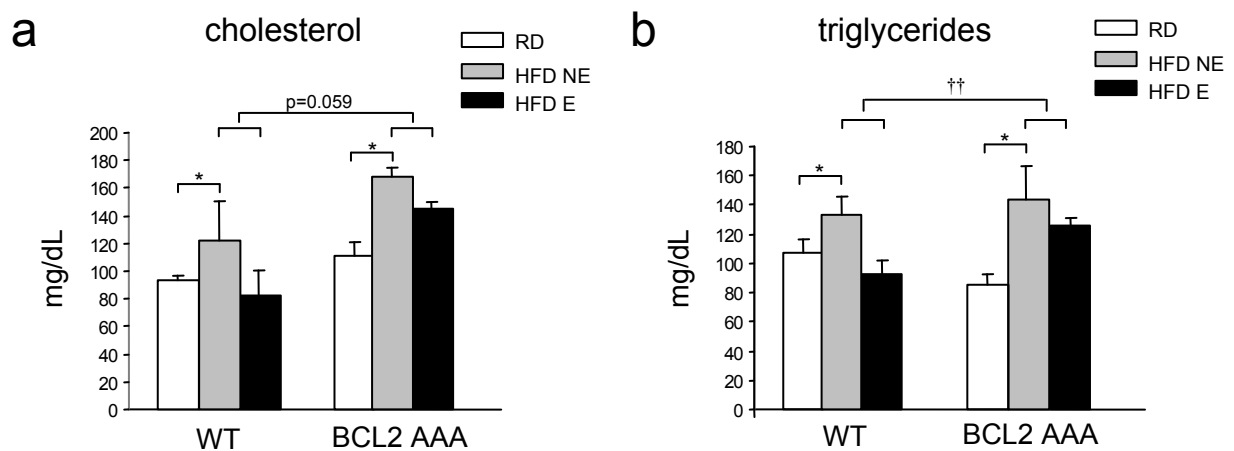 a
cholesterol
RD
HFD NE
HFD E
p=0.059
*
*
mg/dL
200
180
160
140
120
100
80
60
40
20
0
WT
BCL2 AAA
b
triglycerides
RD
HFD NE
HFD E
††
*
*
mg/dL
180
160
140
120
100
80
60
40
20
0
WT
BCL2 AAA